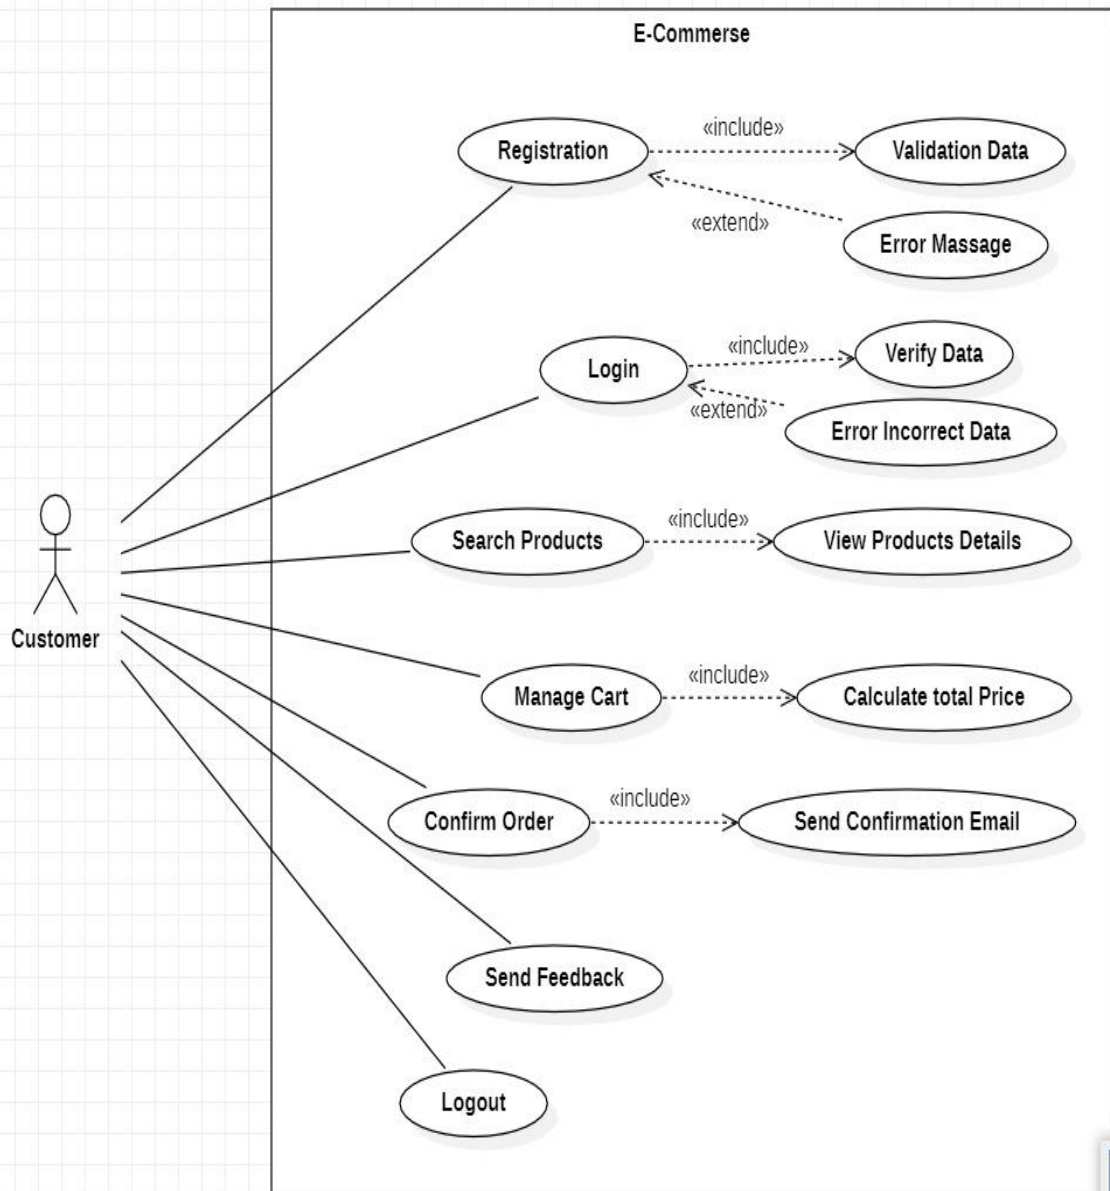 E-Commerse
«include»
Registration
Validation Data
«extend»
Error Massage
«include»
Login
Verify Data
«extend»
Error Incorrect Data
«include»
Search Products
View Products Details
Customer
«include»
Manage Cart
Calculate total Price
«include»
Confirm Order
Send Confirmation Email
Send Feedback
Logout